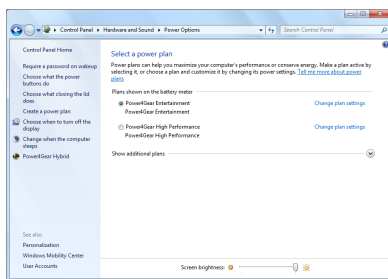 Control Panel ▸ Hardware and Sound ▸ Power Options
Search Control Panel
Control Panel Home
Require a password on wakeup
Choose what the power
buttons do
Choose what closing the lid
does
Create a power plan
Choose when to turn off the
display
Change when the computer
sleeps
Power4Gear Hybrid
See also
Personalization
Windows Mobility Center
User Accounts
Select a power plan
Power plans can help you maximize your computer's performance or conserve energy. Make a plan active by
selecting it, or choose a plan and customize it by changing its power settings. Tell me more about power
plans
Plans shown on the battery meter
Power4Gear Entertainment Change plan settings
Power4Gear Entertainment
Power4Gear High Performance Change plan settings
Power4Gear High Performance
Show additional plans
Screen brightness: